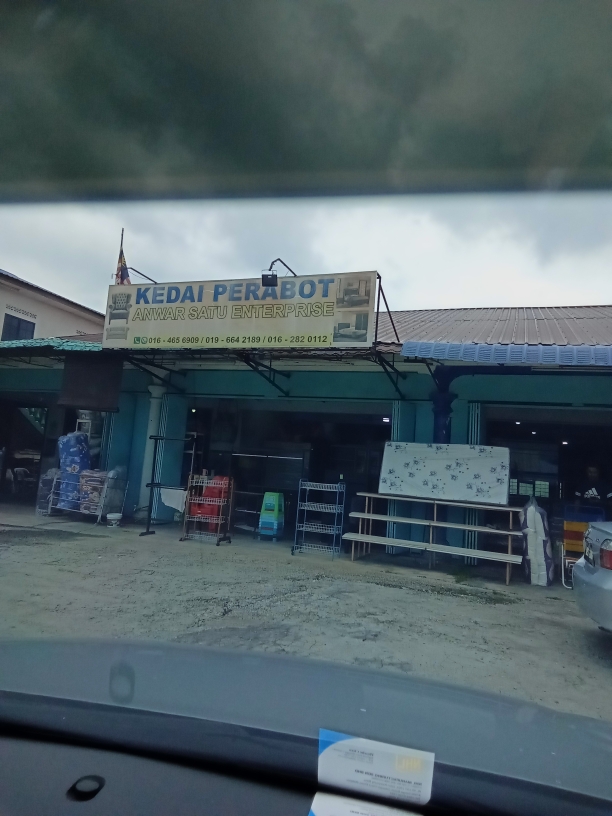 KEDAI PERABOT
ANWAR SATU ENTERPRISE
016 - 465 6909 / 019 - 664 2189 / 016 - 282 0112